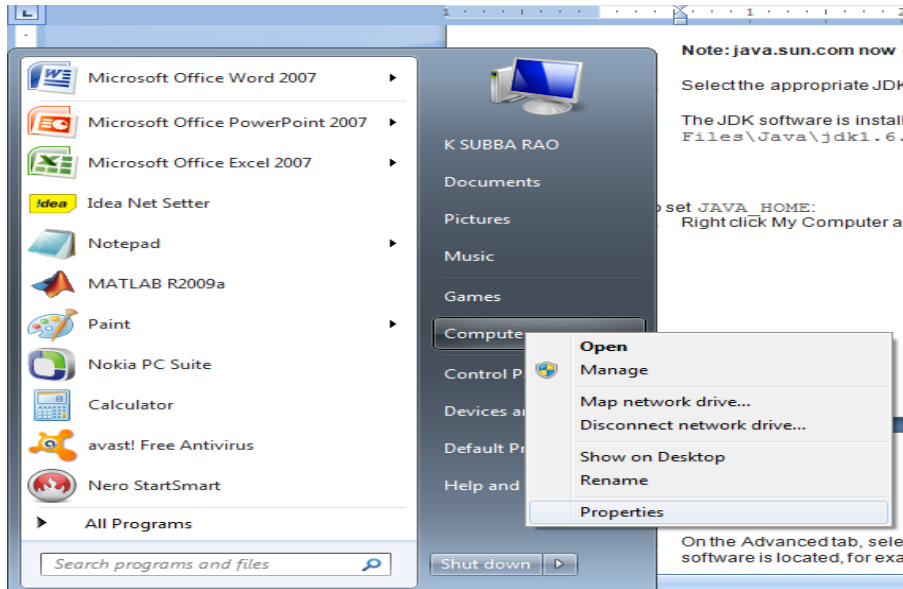 L
1 1 2
Microsoft Office Word 2007
Microsoft Office PowerPoint 2007
Microsoft Office Excel 2007
!dea Idea Net Setter
Notepad
MATLAB R2009a
Paint
Nokia PC Suite
Calculator
avast! Free Antivirus
Nero StartSmart
All Programs
Search programs and files
K SUBBA RAO
Documents
Pictures
Music
Games
Compute
Control P
Devices a
Default Pr
Help and
Shut down
Open
Manage
Map network drive...
Disconnect network drive...
Show on Desktop
Rename
Properties
Note: java.sun.com now
Select the appropriate JDK
The JDK software is install
Files\Java\jdk1.6.
o set JAVA_HOME:
Right click My Computer a
On the Advanced tab, sele
software is located, for exa